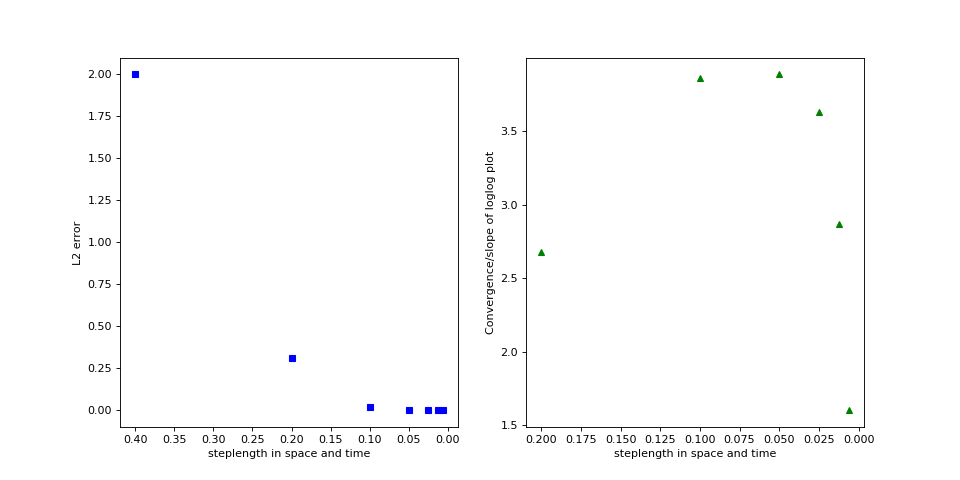 2.00
1.75
1.50
1.25
1.00
0.75
0.50
0.25
0.00
L2 error
0.40 0.35 0.30 0.25 0.20 0.15 0.10 0.05 0.00
steplength in space and time
3.5
3.0
2.5
2.0
1.5
Convergence/slope of loglog plot
0.200 0.175 0.150 0.125 0.100 0.075 0.050 0.025 0.000
steplength in space and time